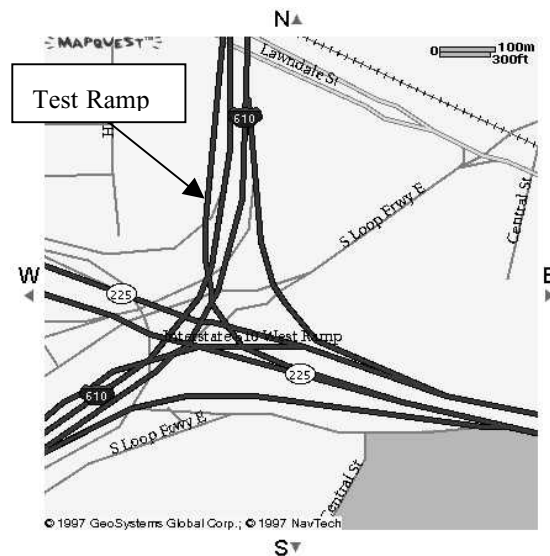 N
MAPQUEST™
0 100m
300ft
Lawndale St
Test Ramp
610
H
S Loop Frwy E
Central St
W
E
225
Interstate 610 West Ramp
225
610
S Loop Frwy E
Central St
© 1997 GeoSystems Global Corp.; © 1997 NavTech
S